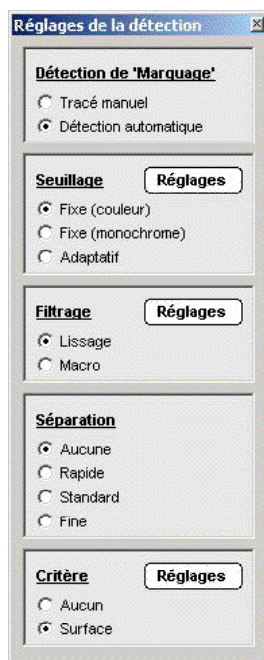 Réglages de la détection
Détection de 'Marquage'
Tracé manuel
Détection automatique
Seuillage Réglages
Fixe (couleur)
Fixe (monochrome)
Adaptatif
Filtrage Réglages
Lissage
Macro
Séparation
Aucune
Rapide
Standard
Fine
Critère Réglages
Aucun
Surface